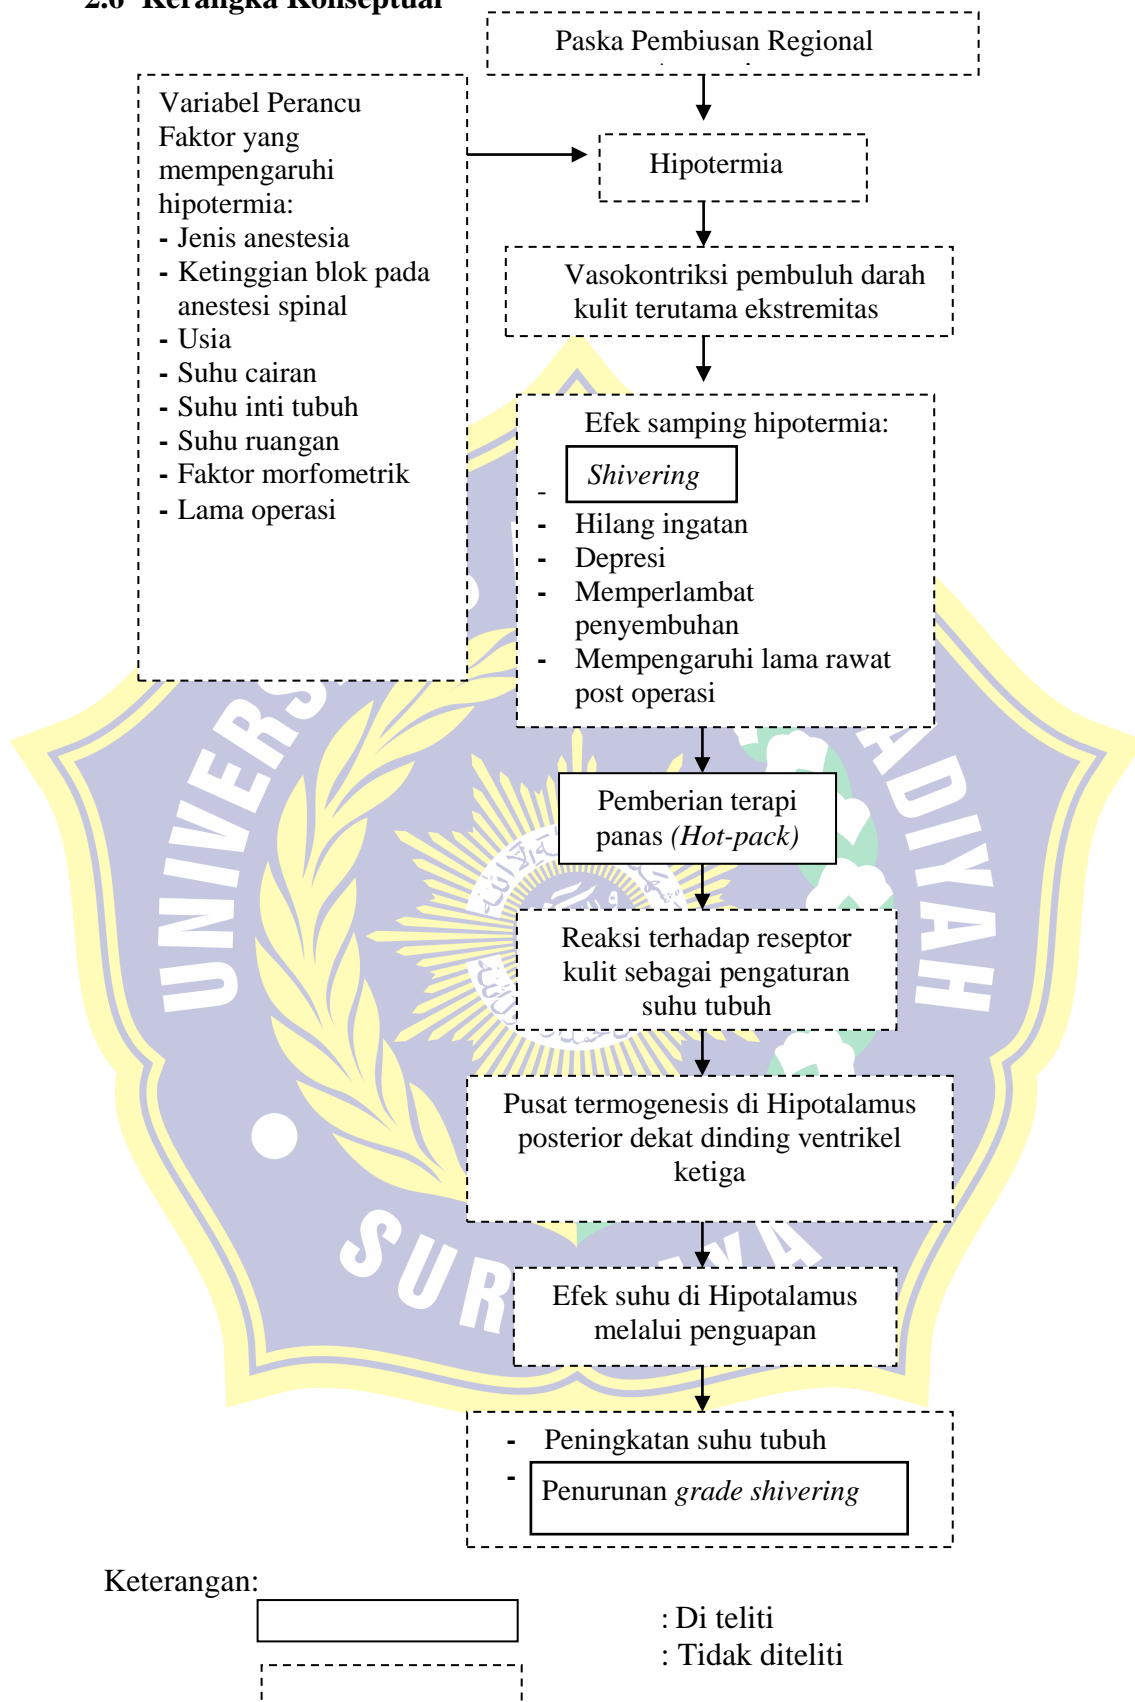 2.6 Kerangka Konseptual
Paska Pembiusan Regional
Variabel Perancu
Faktor yang
mempengaruhi
hipotermia:
- Jenis anestesia
- Ketinggian blok pada
anestesi spinal
- Usia
- Suhu cairan
- Suhu inti tubuh
- Suhu ruangan
- Faktor morfometrik
- Lama operasi
Hipotermia
Vasokontriksi pembuluh darah
kulit terutama ekstremitas
Efek samping hipotermia:
- Shivering
- Hilang ingatan
- Depresi
- Memperlambat
penyembuhan
- Mempengaruhi lama rawat
post operasi
Pemberian terapi
panas (Hot-pack)
Reaksi terhadap reseptor
kulit sebagai pengaturan
suhu tubuh
Pusat termogenesis di Hipotalamus
posterior dekat dinding ventrikel
ketiga
Efek suhu di Hipotalamus
melalui penguapan
- Peningkatan suhu tubuh
- Penurunan grade shivering
Keterangan:
: Di teliti
: Tidak diteliti